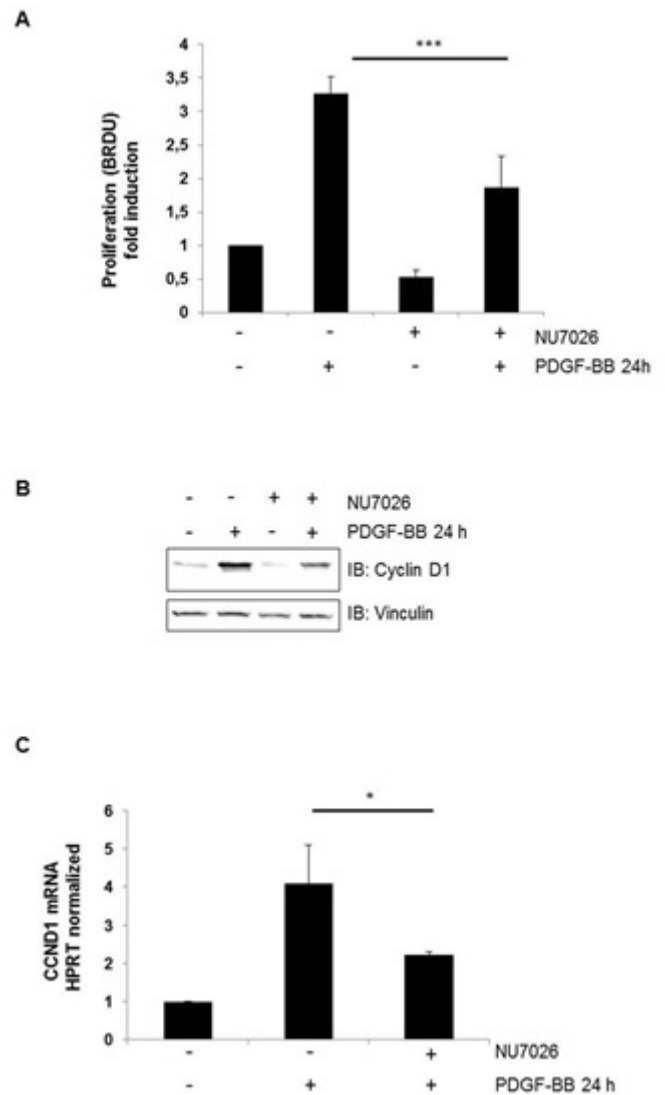 A
***
4
3,5
3
2,5
2
1,5
1
0,5
0
Proliferation (BRDU)
fold induction
- - + + NU7026
- + - + PDGF-BB 24h
B
- - + + NU7026
- + - + PDGF-BB 24 h
IB: Cyclin D1
IB: Vinculin
C
*
6
5
4
3
2
1
0
CCND1 mRNA
HPRT normalized
- - + NU7026
- + + PDGF-BB 24 h